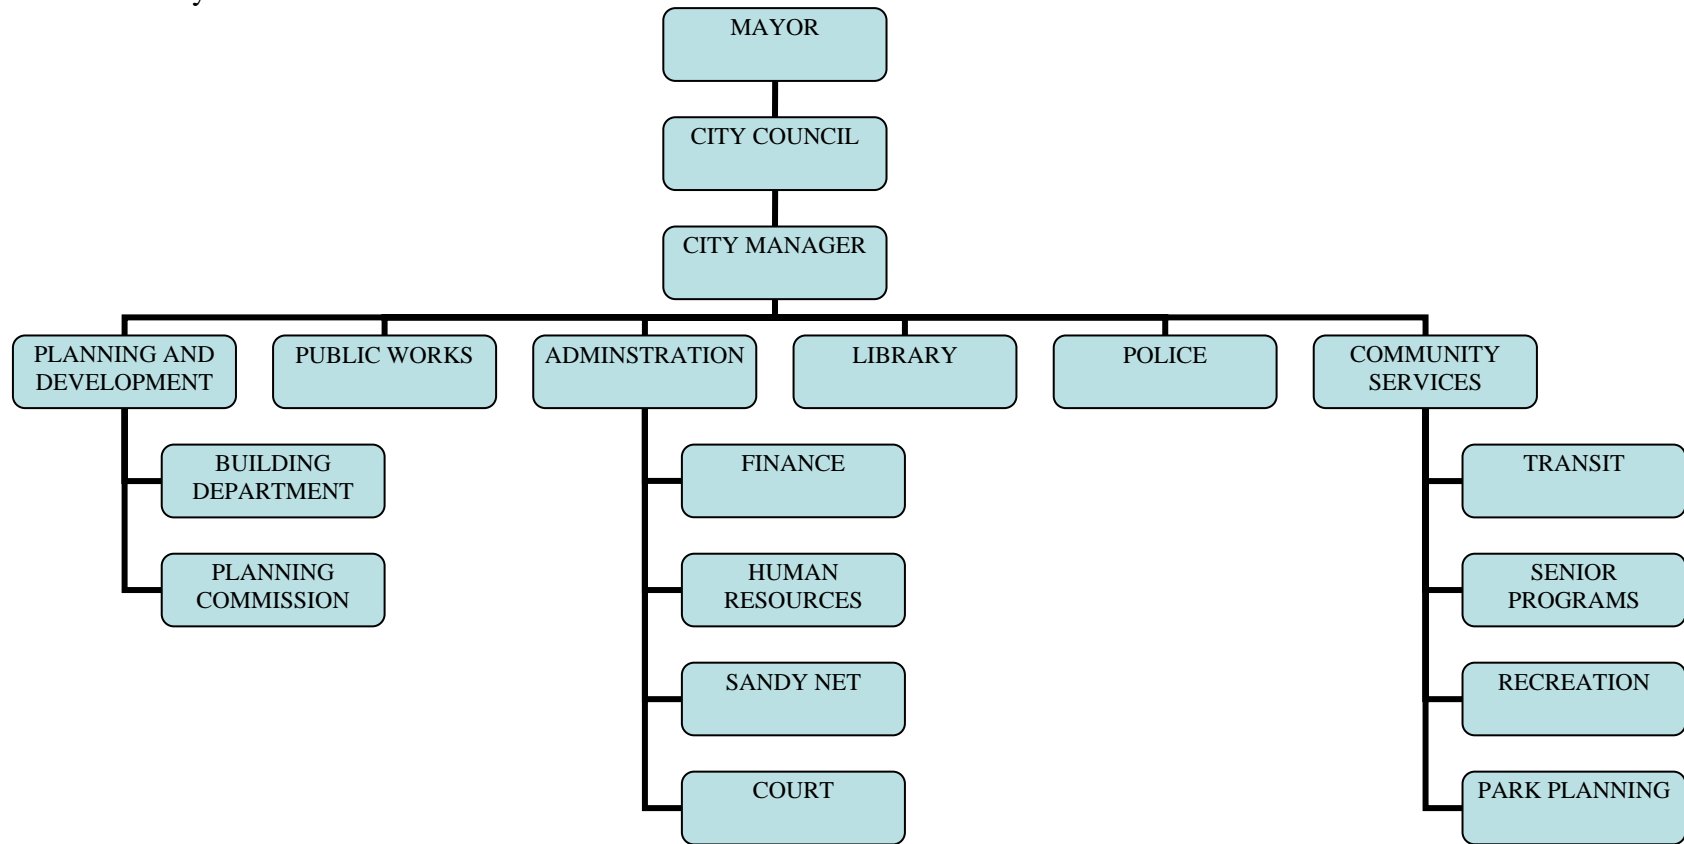 MAYOR
CITY COUNCIL
CITY MANAGER
PLANNING AND
DEVELOPMENT
PUBLIC WORKS
ADMINSTRATION
LIBRARY
POLICE
COMMUNITY
SERVICES
BUILDING
DEPARTMENT
PLANNING
COMMISSION
FINANCE
HUMAN
RESOURCES
SANDY NET
COURT
TRANSIT
SENIOR
PROGRAMS
RECREATION
PARK PLANNING